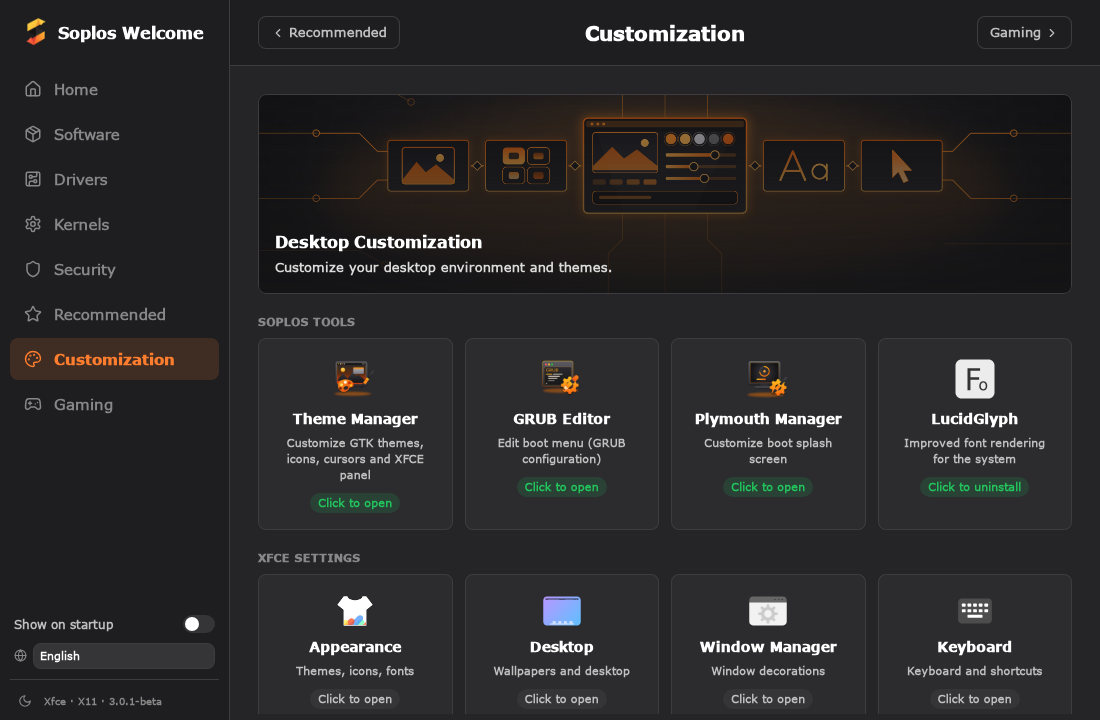 Soplos Welcome
Home
Software
Drivers
Kernels
Security
Recommended
Customization
Gaming
Show on startup
English
Xfce · X11 · 3.0.1-beta
Recommended
Customization
Gaming
Aa
Desktop Customization
Customize your desktop environment and themes.
SOPLOS TOOLS
Theme Manager
Customize GTK themes,
icons, cursors and XFCE
panel
Click to open
GRUB Editor
Edit boot menu (GRUB
configuration)
Click to open
Plymouth Manager
Customize boot splash
screen
Click to open
Fo
LucidGlyph
Improved font rendering
for the system
Click to uninstall
XFCE SETTINGS
Appearance
Themes, icons, fonts
Click to open
Desktop
Wallpapers and desktop
Click to open
Window Manager
Window decorations
Click to open
Keyboard
Keyboard and shortcuts
Click to open